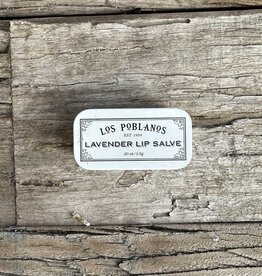 LOS POBLANOS
EST. 1934
LAVENDER LIP SALVE